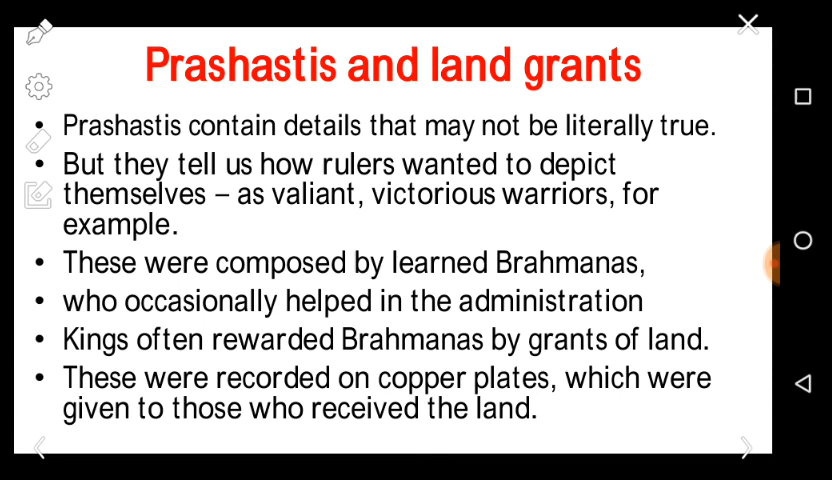 Prashastis and land grants
• Prashastis contain details that may not be literally true.
• But they tell us how rulers wanted to depict
themselves – as valiant, victorious warriors, for
example.
• These were composed by learned Brahmanas,
• who occasionally helped in the administration
• Kings often rewarded Brahmanas by grants of land.
• These were recorded on copper plates, which were
given to those who received the land.